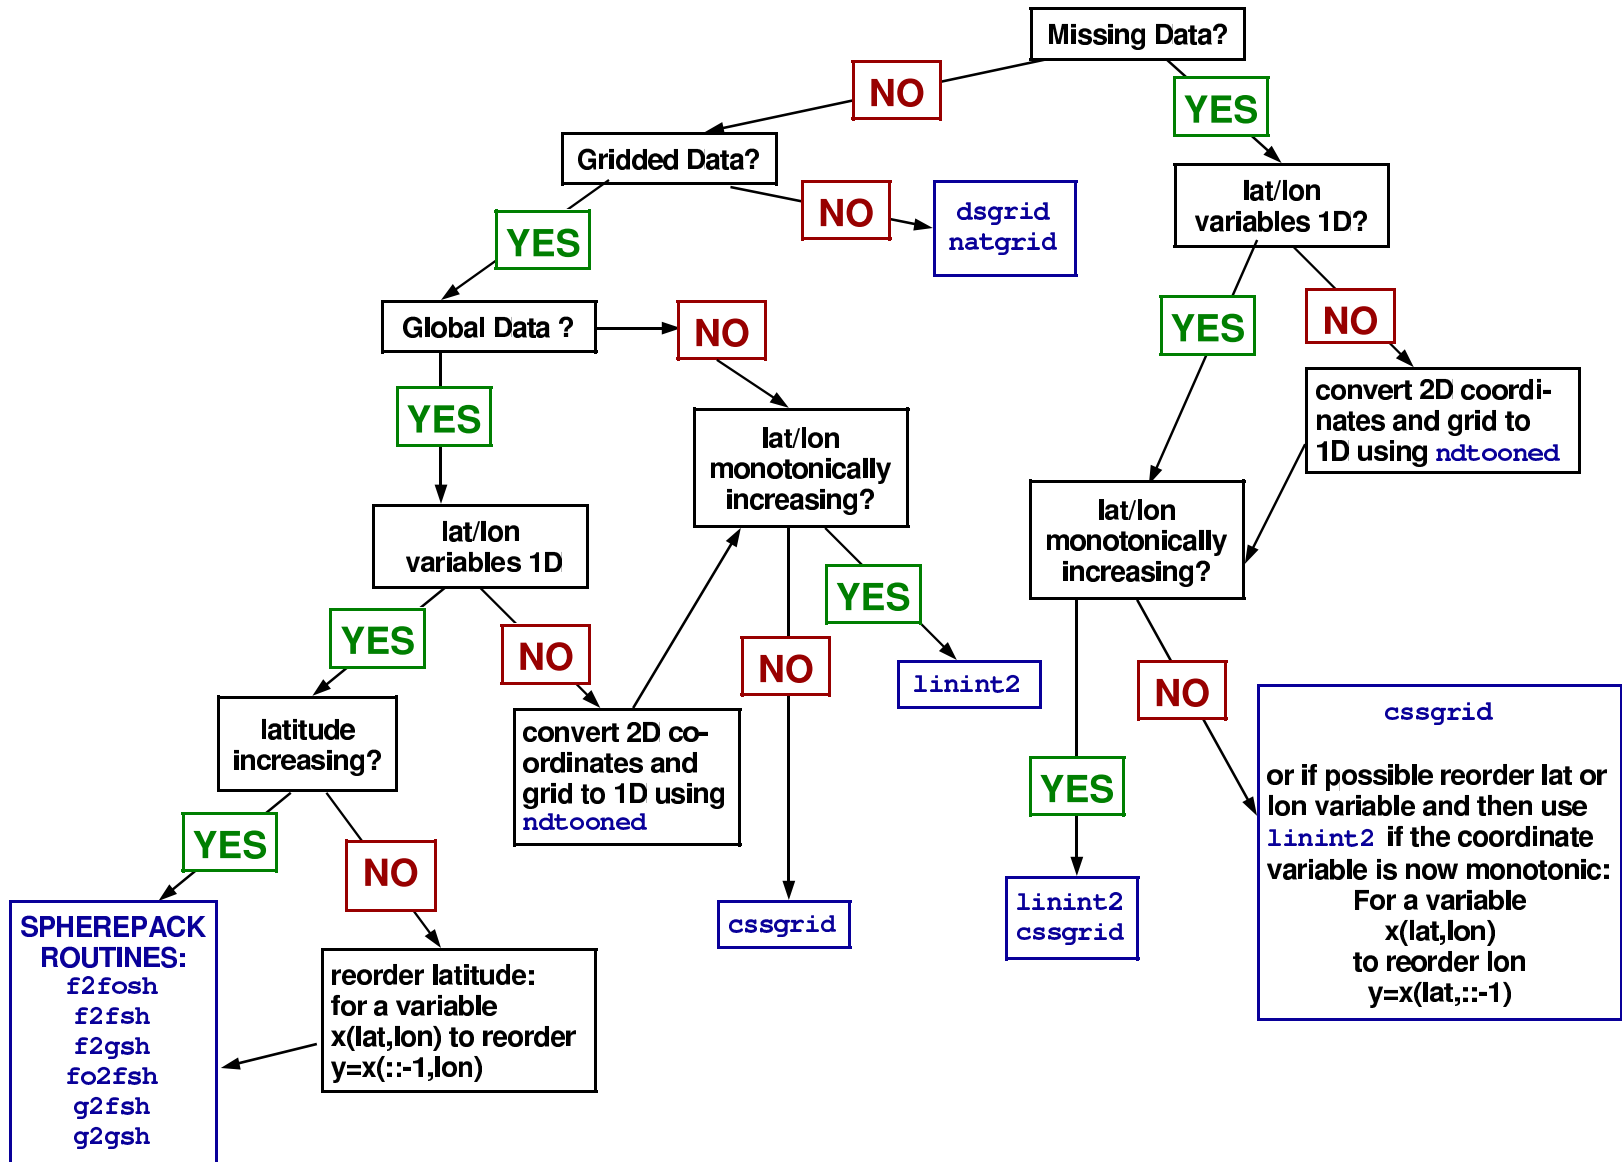 Missing Data?
NO
YES
Gridded Data?
NO
dsgrid
natgrid
lat/lon
variables 1D?
YES
YES
NO
Global Data ?
NO
convert 2D coordi-
nates and grid to
1D using ndtooned
YES
lat/lon
monotonically
increasing?
lat/lon
monotonically
increasing?
lat/lon
variables 1D
YES
YES
NO
NO
linint2
NO
cssgrid
or if possible reorder lat or
lon variable and then use
linint2 if the coordinate
variable is now monotonic:
For a variable
x(lat,lon)
to reorder lon
y=x(lat,::-1)
latitude
increasing?
convert 2D co-
ordinates and
grid to 1D using
ndtooned
YES
YES
NO
cssgrid
linint2
cssgrid
SPHEREPACK
ROUTINES:
f2fosh
f2fsh
f2gsh
fo2fsh
g2fsh
g2gsh
reorder latitude:
for a variable
x(lat,lon) to reorder
y=x(::-1,lon)